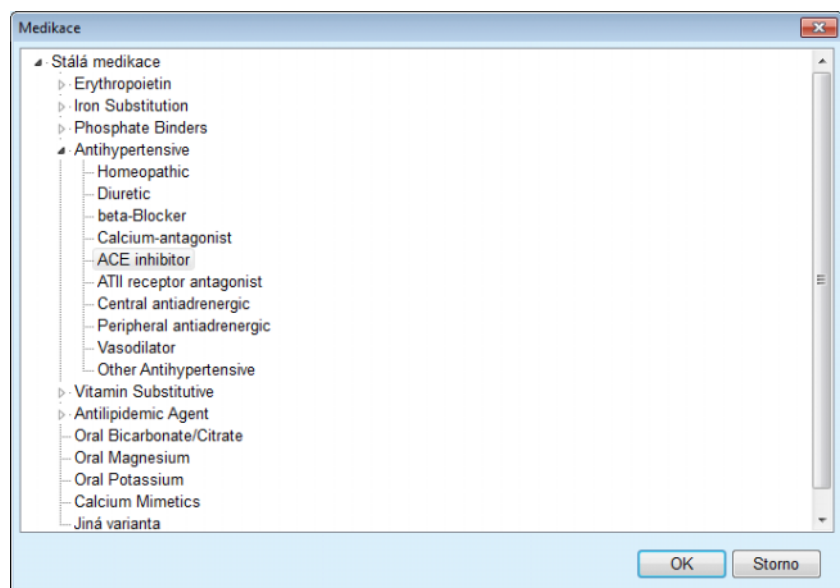 Medikace
Stálá medikace
Erythropoietin
Iron Substitution
Phosphate Binders
Antihypertensive
Homeopathic
Diuretic
beta-Blocker
Calcium-antagonist
ACE inhibitor
ATII receptor antagonist
Central antiadrenergic
Peripheral antiadrenergic
Vasodilator
Other Antihypertensive
Vitamin Substitutive
Antilipidemic Agent
Oral Bicarbonate/Citrate
Oral Magnesium
Oral Potassium
Calcium Mimetics
Jiná varianta
OK Storno